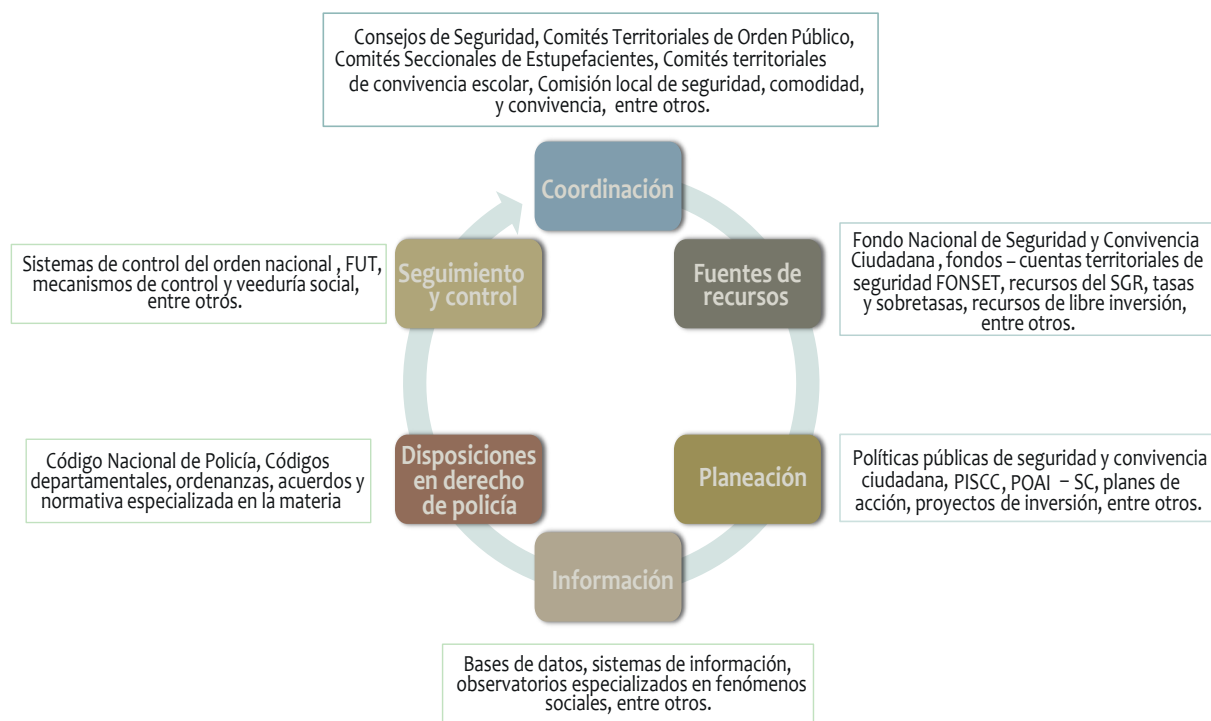 Consejos de Seguridad, Comités Territoriales de Orden Público,
Comités Seccionales de Estupefacientes, Comités territoriales
de convivencia escolar, Comisión local de seguridad, comodidad,
y convivencia, entre otros.
Coordinación
Fuentes de
recursos
Fondo Nacional de Seguridad y Convivencia
Ciudadana , fondos – cuentas territoriales de
seguridad FONSET, recursos del SGR, tasas
y sobretasas, recursos de libre inversión,
entre otros.
Planeación
Políticas públicas de seguridad y convivencia
ciudadana, PISCC, POAI – SC, planes de
acción, proyectos de inversión, entre otros.
Información
Bases de datos, sistemas de información,
observatorios especializados en fenómenos
sociales, entre otros.
Disposiciones
en derecho
de policía
Código Nacional de Policía, Códigos
departamentales, ordenanzas, acuerdos y
normativa especializada en la materia
Seguimiento
y control
Sistemas de control del orden nacional , FUT,
mecanismos de control y veeduría social,
entre otros.